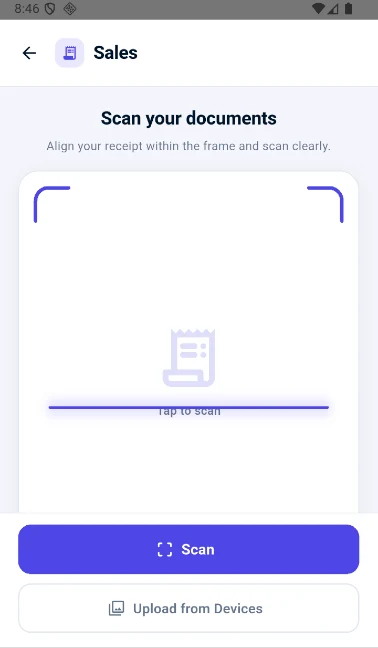 8:46
Sales
Scan your documents
Align your receipt within the frame and scan clearly.
Tap to scan
Scan
Upload from Devices